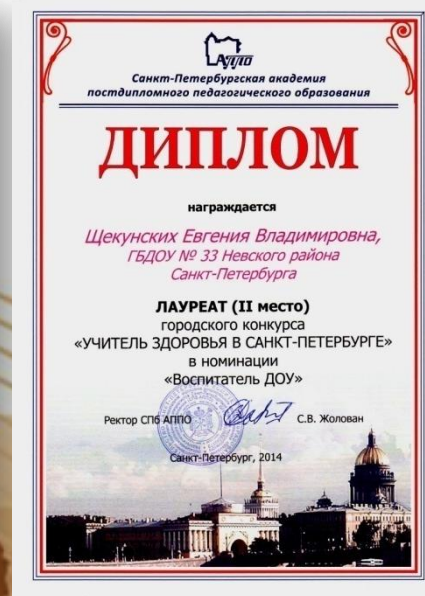 АППО
Санкт-Петербургская академия
постдипломного педагогического образования
ДИПЛОМ
награждается
Щекунских Евгения Владимировна,
ГБДОУ № 33 Невского района
Санкт-Петербурга
ЛАУРЕАТ (II место)
городского конкурса
«УЧИТЕЛЬ ЗДОРОВЬЯ В САНКТ-ПЕТЕРБУРГЕ»
в номинации
«Воспитатель ДОУ»
Ректор СПб АППО
С.В. Жолован
Санкт-Петербург, 2014